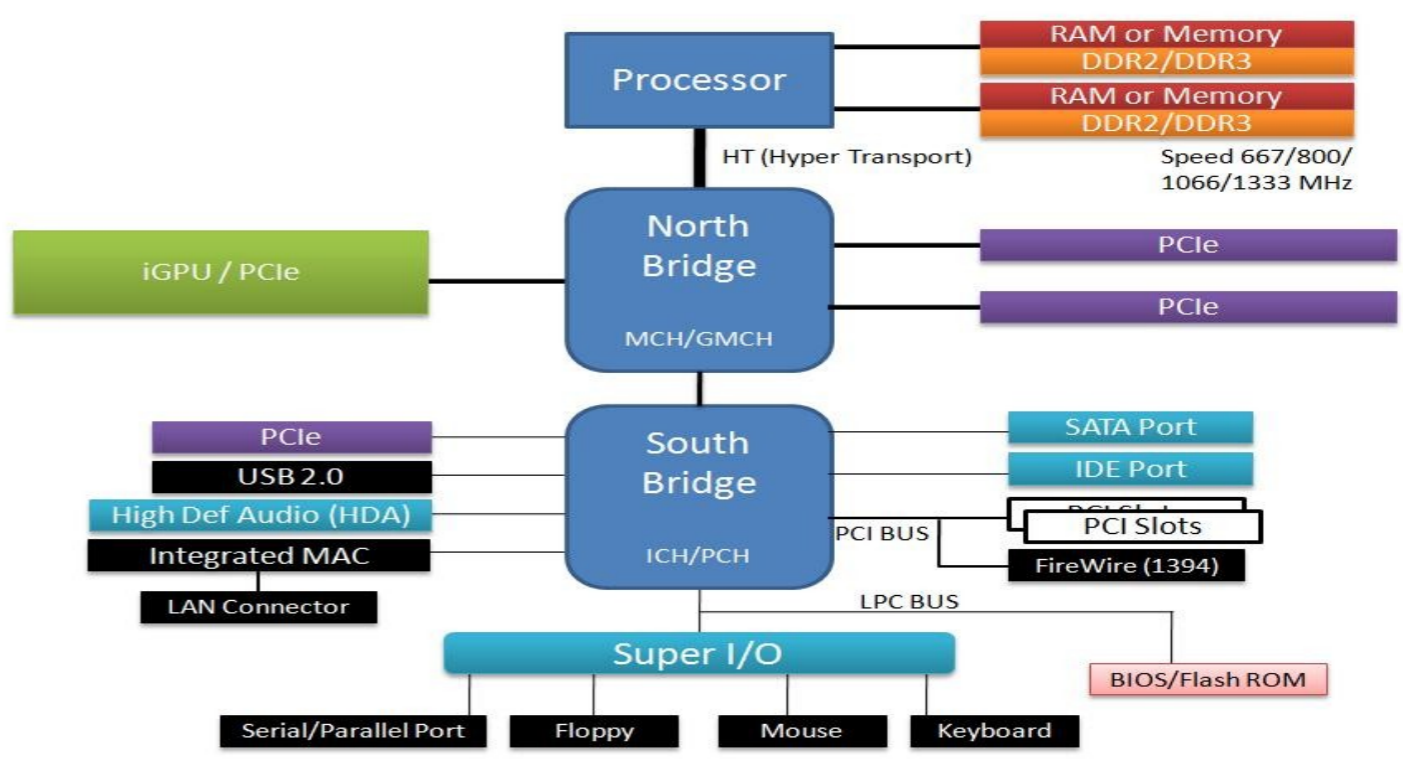 Processor
RAM or Memory
DDR2/DDR3
RAM or Memory
DDR2/DDR3
HT (Hyper Transport)
Speed 667/800/
1066/1333 MHz
North
Bridge
MCH/GMCH
iGPU / PCIe
PCIe
PCIe
South
Bridge
ICH/PCH
PCIe
USB 2.0
High Def Audio (HDA)
Integrated MAC
LAN Connector
SATA Port
IDE Port
PCI BUS
PCI Slots
PCI Slots
FireWire (1394)
LPC BUS
Super I/O
BIOS/Flash ROM
Serial/Parallel Port
Floppy
Mouse
Keyboard